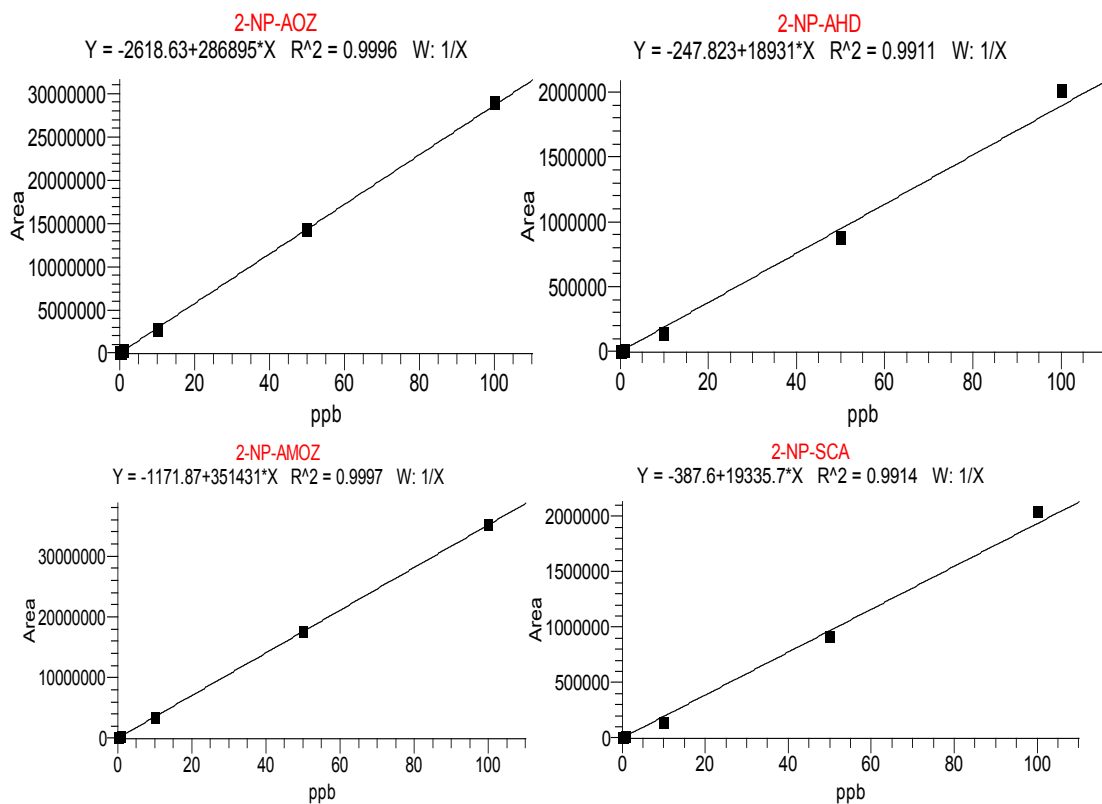 2-NP-AOZ
Y = -2618.63+286895*X R^2 = 0.9996 W: 1/X
30000000
25000000
20000000
15000000
10000000
5000000
0
Area
0 20 40 60 80 100
ppb
2-NP-AHD
Y = -247.823+18931*X R^2 = 0.9911 W: 1/X
2000000
1500000
1000000
500000
0
Area
0 20 40 60 80 100
ppb
2-NP-AMOZ
Y = -1171.87+351431*X R^2 = 0.9997 W: 1/X
30000000
20000000
10000000
0
Area
0 20 40 60 80 100
ppb
2-NP-SCA
Y = -387.6+19335.7*X R^2 = 0.9914 W: 1/X
2000000
1500000
1000000
500000
0
Area
0 20 40 60 80 100
ppb